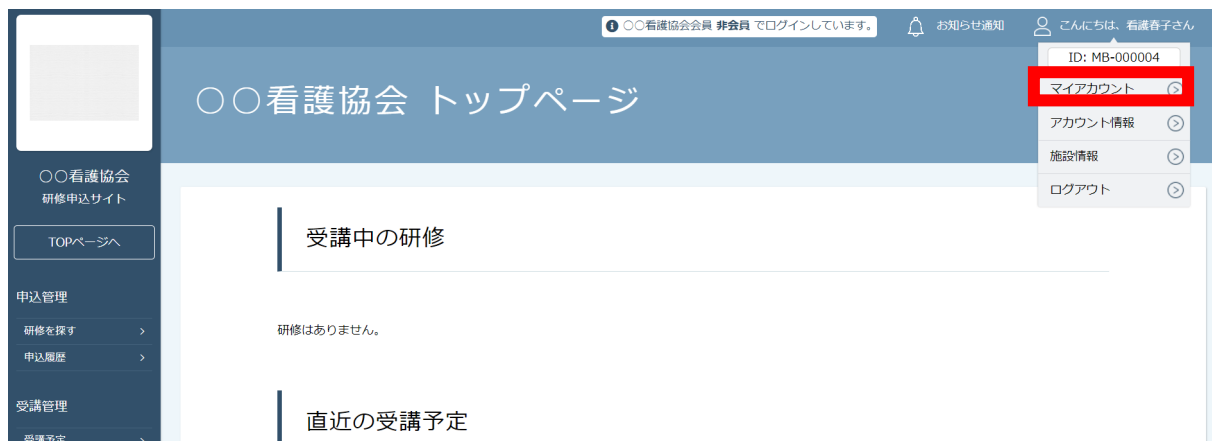 ○○看護協会会員 非会員 でログインしています。
お知らせ通知
こんにちは、看護春子さん
ID: MB-000004
マイアカウント
アカウント情報
施設情報
ログアウト
○○看護協会 トップページ
○○看護協会
研修申込サイト
TOPページへ
申込管理
研修を探す
申込履歴
受講管理
受講予定
受講中の研修
研修はありません。
直近の受講予定